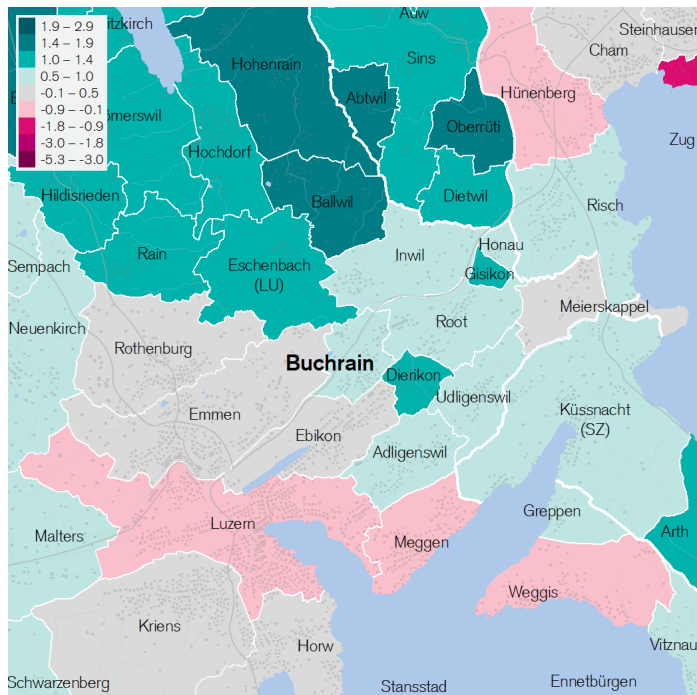 1.9 – 2.9
1.4 – 1.9
1.0 – 1.4
0.5 – 1.0
-0.1 – 0.5
-0.9 – -0.1
-1.8 – -0.9
-3.0 – -1.8
-5.3 – -3.0
itzkirch
Auw
Steinhausen
Cham
Hohenrain
Sins
Hünenberg
Abtwil
ömerswil
Oberrüti
Zug
Hochdorf
Hildisrieden
Ballwil
Dietwil
Risch
Rain
Inwil
Honau
Sempach
Eschenbach
(LU)
Gisikon
Meierskappel
Neuenkirch
Root
Rothenburg
Buchrain
Dierikon
Udligenswil
Emmen
Küssnacht
(SZ)
Ebikon
Adligenswil
Greppen
Luzern
Malters
Meggen
Arth
Weggis
Kriens
Horw
Vitznau
Schwarzenberg
Stansstad
Ennetbürgen